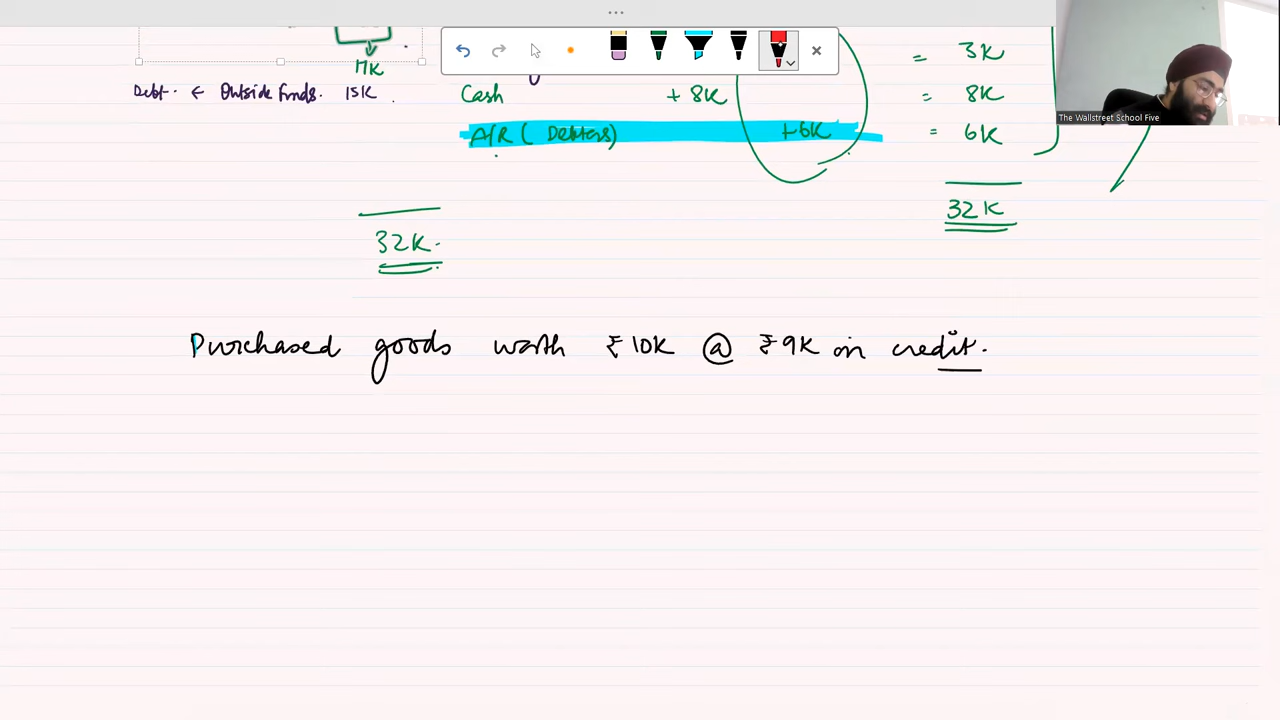 = 3K
17K
Debt. ← Outside Funds. 15K.
Cash + 8K = 8K
A/R ( Debtors) +6K = 6K
The Wallstreet School Five
32K
32K.
Purchased goods worth ₹10K @ ₹9K on credit.